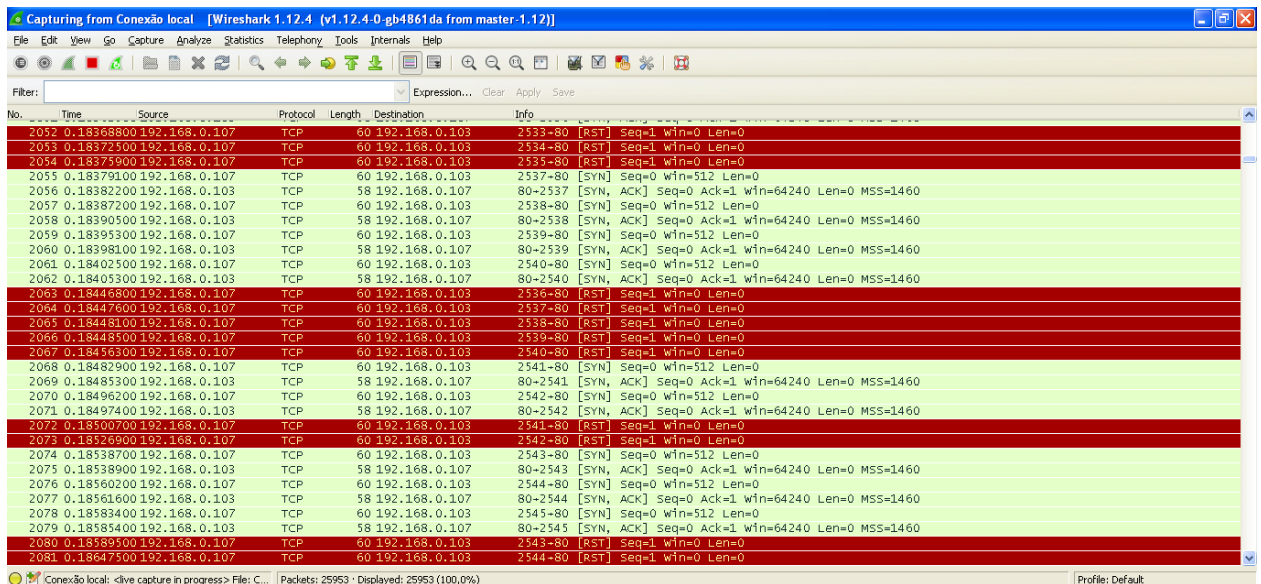 Capturing from Conexão local [Wireshark 1.12.4 (v1.12.4-0-gb4861da from master-1.12)]
File Edit View Go Capture Analyze Statistics Telephony Tools Internals Help
Filter: Expression... Clear Apply Save
No. Time Source Protocol Length Destination Info
2052 0.18368800 192.168.0.107 TCP 60 192.168.0.103 2533→80 [RST] Seq=1 Win=0 Len=0
2053 0.18372500 192.168.0.107 TCP 60 192.168.0.103 2534→80 [RST] Seq=1 Win=0 Len=0
2054 0.18375900 192.168.0.107 TCP 60 192.168.0.103 2535→80 [RST] Seq=1 Win=0 Len=0
2055 0.18379100 192.168.0.107 TCP 60 192.168.0.103 2537→80 [SYN] Seq=0 Win=512 Len=0
2056 0.18382200 192.168.0.103 TCP 58 192.168.0.107 80→2537 [SYN, ACK] Seq=0 Ack=1 Win=64240 Len=0 MSS=1460
2057 0.18387200 192.168.0.107 TCP 60 192.168.0.103 2538→80 [SYN] Seq=0 Win=512 Len=0
2058 0.18390500 192.168.0.103 TCP 58 192.168.0.107 80→2538 [SYN, ACK] Seq=0 Ack=1 Win=64240 Len=0 MSS=1460
2059 0.18395300 192.168.0.107 TCP 60 192.168.0.103 2539→80 [SYN] Seq=0 Win=512 Len=0
2060 0.18398100 192.168.0.103 TCP 58 192.168.0.107 80→2539 [SYN, ACK] Seq=0 Ack=1 Win=64240 Len=0 MSS=1460
2061 0.18402500 192.168.0.107 TCP 60 192.168.0.103 2540→80 [SYN] Seq=0 Win=512 Len=0
2062 0.18405300 192.168.0.103 TCP 58 192.168.0.107 80→2540 [SYN, ACK] Seq=0 Ack=1 Win=64240 Len=0 MSS=1460
2063 0.18446800 192.168.0.107 TCP 60 192.168.0.103 2536→80 [RST] Seq=1 Win=0 Len=0
2064 0.18447600 192.168.0.107 TCP 60 192.168.0.103 2537→80 [RST] Seq=1 Win=0 Len=0
2065 0.18448100 192.168.0.107 TCP 60 192.168.0.103 2538→80 [RST] Seq=1 Win=0 Len=0
2066 0.18448500 192.168.0.107 TCP 60 192.168.0.103 2539→80 [RST] Seq=1 Win=0 Len=0
2067 0.18456300 192.168.0.107 TCP 60 192.168.0.103 2540→80 [RST] Seq=1 Win=0 Len=0
2068 0.18482900 192.168.0.107 TCP 60 192.168.0.103 2541→80 [SYN] Seq=0 Win=512 Len=0
2069 0.18485300 192.168.0.103 TCP 58 192.168.0.107 80→2541 [SYN, ACK] Seq=0 Ack=1 Win=64240 Len=0 MSS=1460
2070 0.18496200 192.168.0.107 TCP 60 192.168.0.103 2542→80 [SYN] Seq=0 Win=512 Len=0
2071 0.18497400 192.168.0.103 TCP 58 192.168.0.107 80→2542 [SYN, ACK] Seq=0 Ack=1 Win=64240 Len=0 MSS=1460
2072 0.18500700 192.168.0.107 TCP 60 192.168.0.103 2541→80 [RST] Seq=1 Win=0 Len=0
2073 0.18526900 192.168.0.107 TCP 60 192.168.0.103 2542→80 [RST] Seq=1 Win=0 Len=0
2074 0.18538700 192.168.0.107 TCP 60 192.168.0.103 2543→80 [SYN] Seq=0 Win=512 Len=0
2075 0.18538900 192.168.0.103 TCP 58 192.168.0.107 80→2543 [SYN, ACK] Seq=0 Ack=1 Win=64240 Len=0 MSS=1460
2076 0.18560200 192.168.0.107 TCP 60 192.168.0.103 2544→80 [SYN] Seq=0 Win=512 Len=0
2077 0.18561600 192.168.0.103 TCP 58 192.168.0.107 80→2544 [SYN, ACK] Seq=0 Ack=1 Win=64240 Len=0 MSS=1460
2078 0.18583400 192.168.0.107 TCP 60 192.168.0.103 2545→80 [SYN] Seq=0 Win=512 Len=0
2079 0.18585400 192.168.0.103 TCP 58 192.168.0.107 80→2545 [SYN, ACK] Seq=0 Ack=1 Win=64240 Len=0 MSS=1460
2080 0.18589500 192.168.0.107 TCP 60 192.168.0.103 2543→80 [RST] Seq=1 Win=0 Len=0
2081 0.18647500 192.168.0.107 TCP 60 192.168.0.103 2544→80 [RST] Seq=1 Win=0 Len=0
Conexão local: <live capture in progress> File: C... Packets: 25953 · Displayed: 25953 (100,0%) Profile: Default